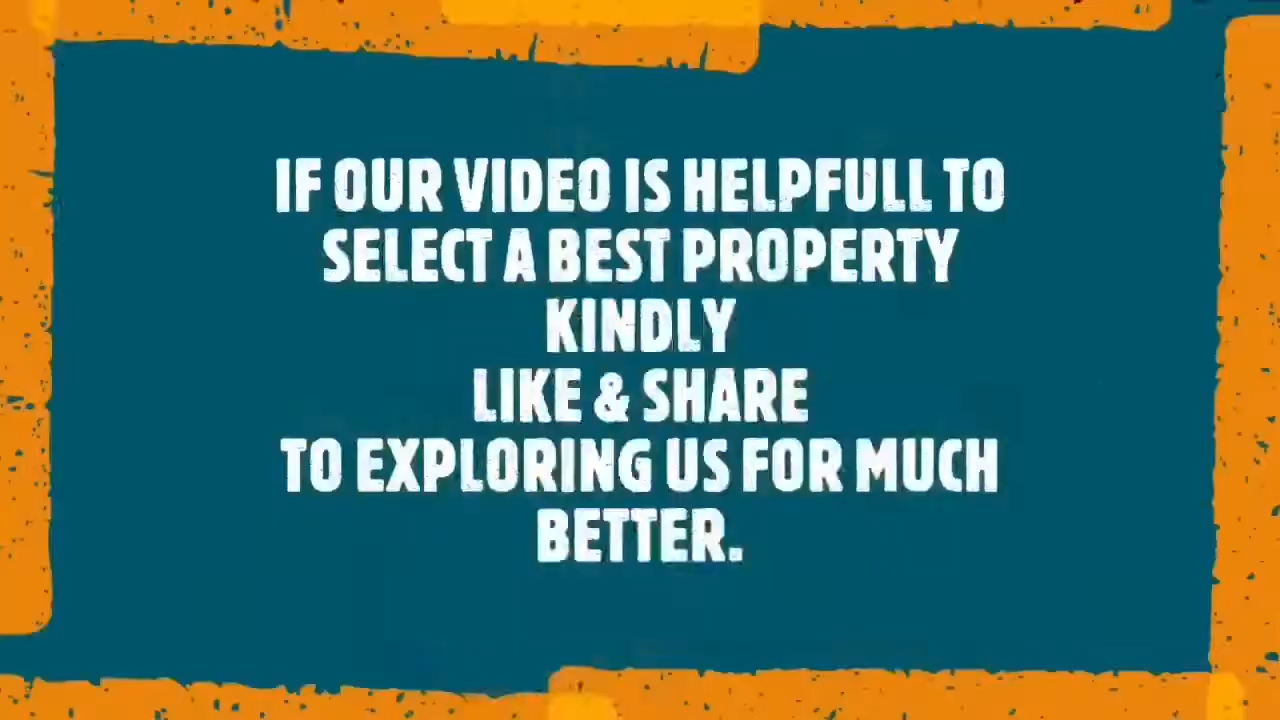 IF OUR VIDEO IS HELPFULL TO
SELECT A BEST PROPERTY
KINDLY
LIKE & SHARE
TO EXPLORING US FOR MUCH
BETTER.